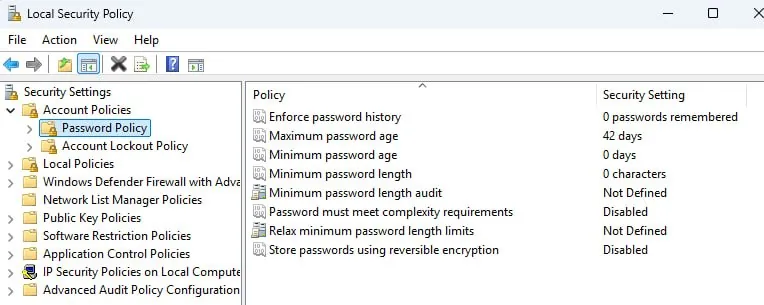 Local Security Policy
File Action View Help
Security Settings
Account Policies
Password Policy
Account Lockout Policy
Local Policies
Windows Defender Firewall with Adva
Network List Manager Policies
Public Key Policies
Software Restriction Policies
Application Control Policies
IP Security Policies on Local Compute
Advanced Audit Policy Configuration
Policy Security Setting
Enforce password history 0 passwords remembered
Maximum password age 42 days
Minimum password age 0 days
Minimum password length 0 characters
Minimum password length audit Not Defined
Password must meet complexity requirements Disabled
Relax minimum password length limits Not Defined
Store passwords using reversible encryption Disabled